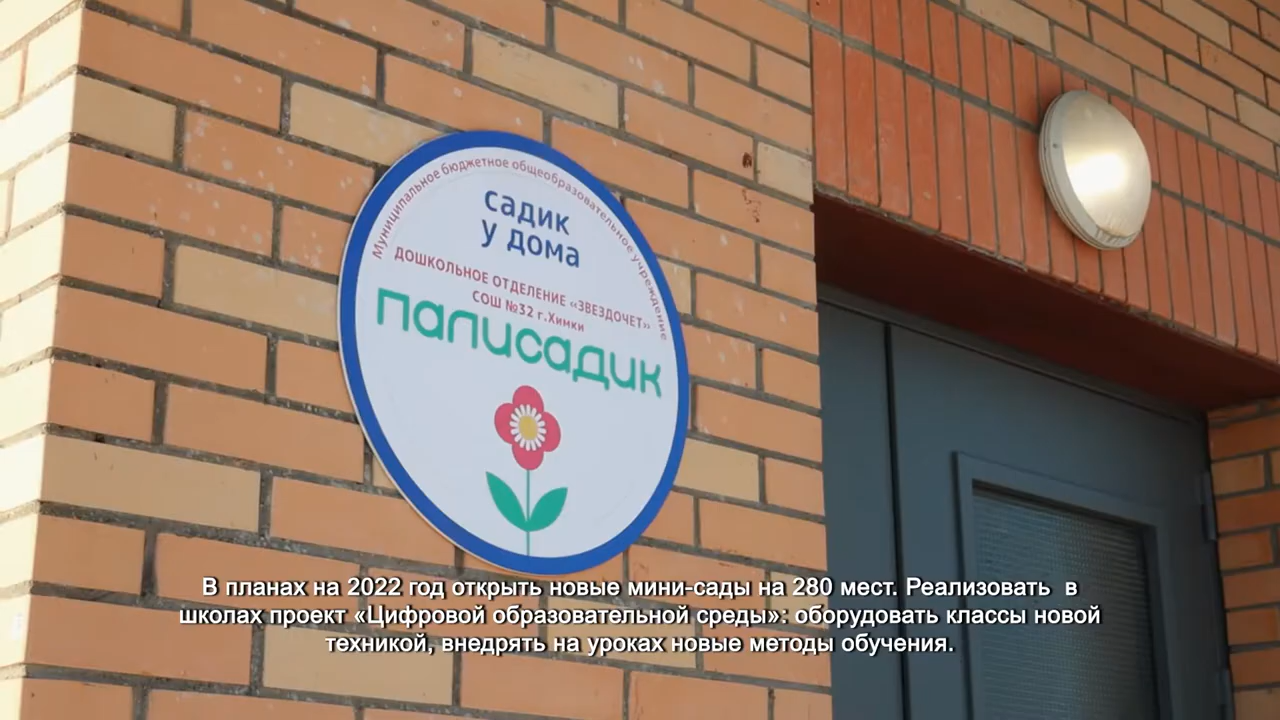 Муниципальное бюджетное общеобразовательное учреждение
садик
у дома
ДОШКОЛЬНОЕ ОТДЕЛЕНИЕ «ЗВЕЗДОЧЕТ»
СОШ №32 г.Химки
палисадик
В планах на 2022 год открыть новые мини-сады на 280 мест. Реализовать в
школах проект «Цифровой образовательной среды»: оборудовать классы новой
техникой, внедрять на уроках новые методы обучения.